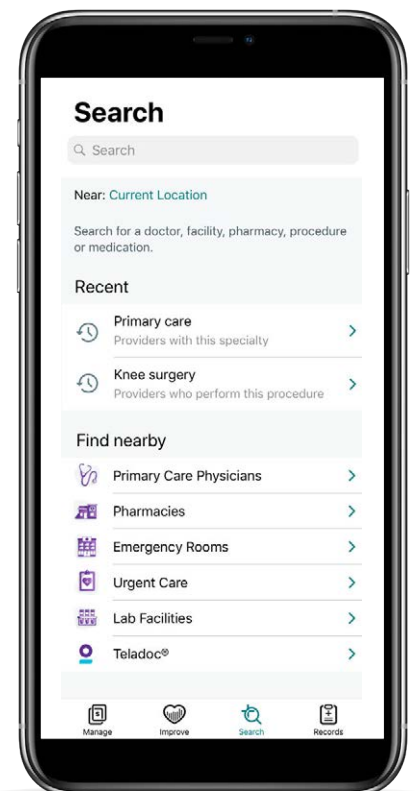 Search
Search
Near: Current Location
Search for a doctor, facility, pharmacy, procedure
or medication.
Recent
Primary care
Providers with this specialty
Knee surgery
Providers who perform this procedure
Find nearby
Primary Care Physicians
Pharmacies
Emergency Rooms
Urgent Care
Lab Facilities
Teladoc®
Manage Improve Search Records